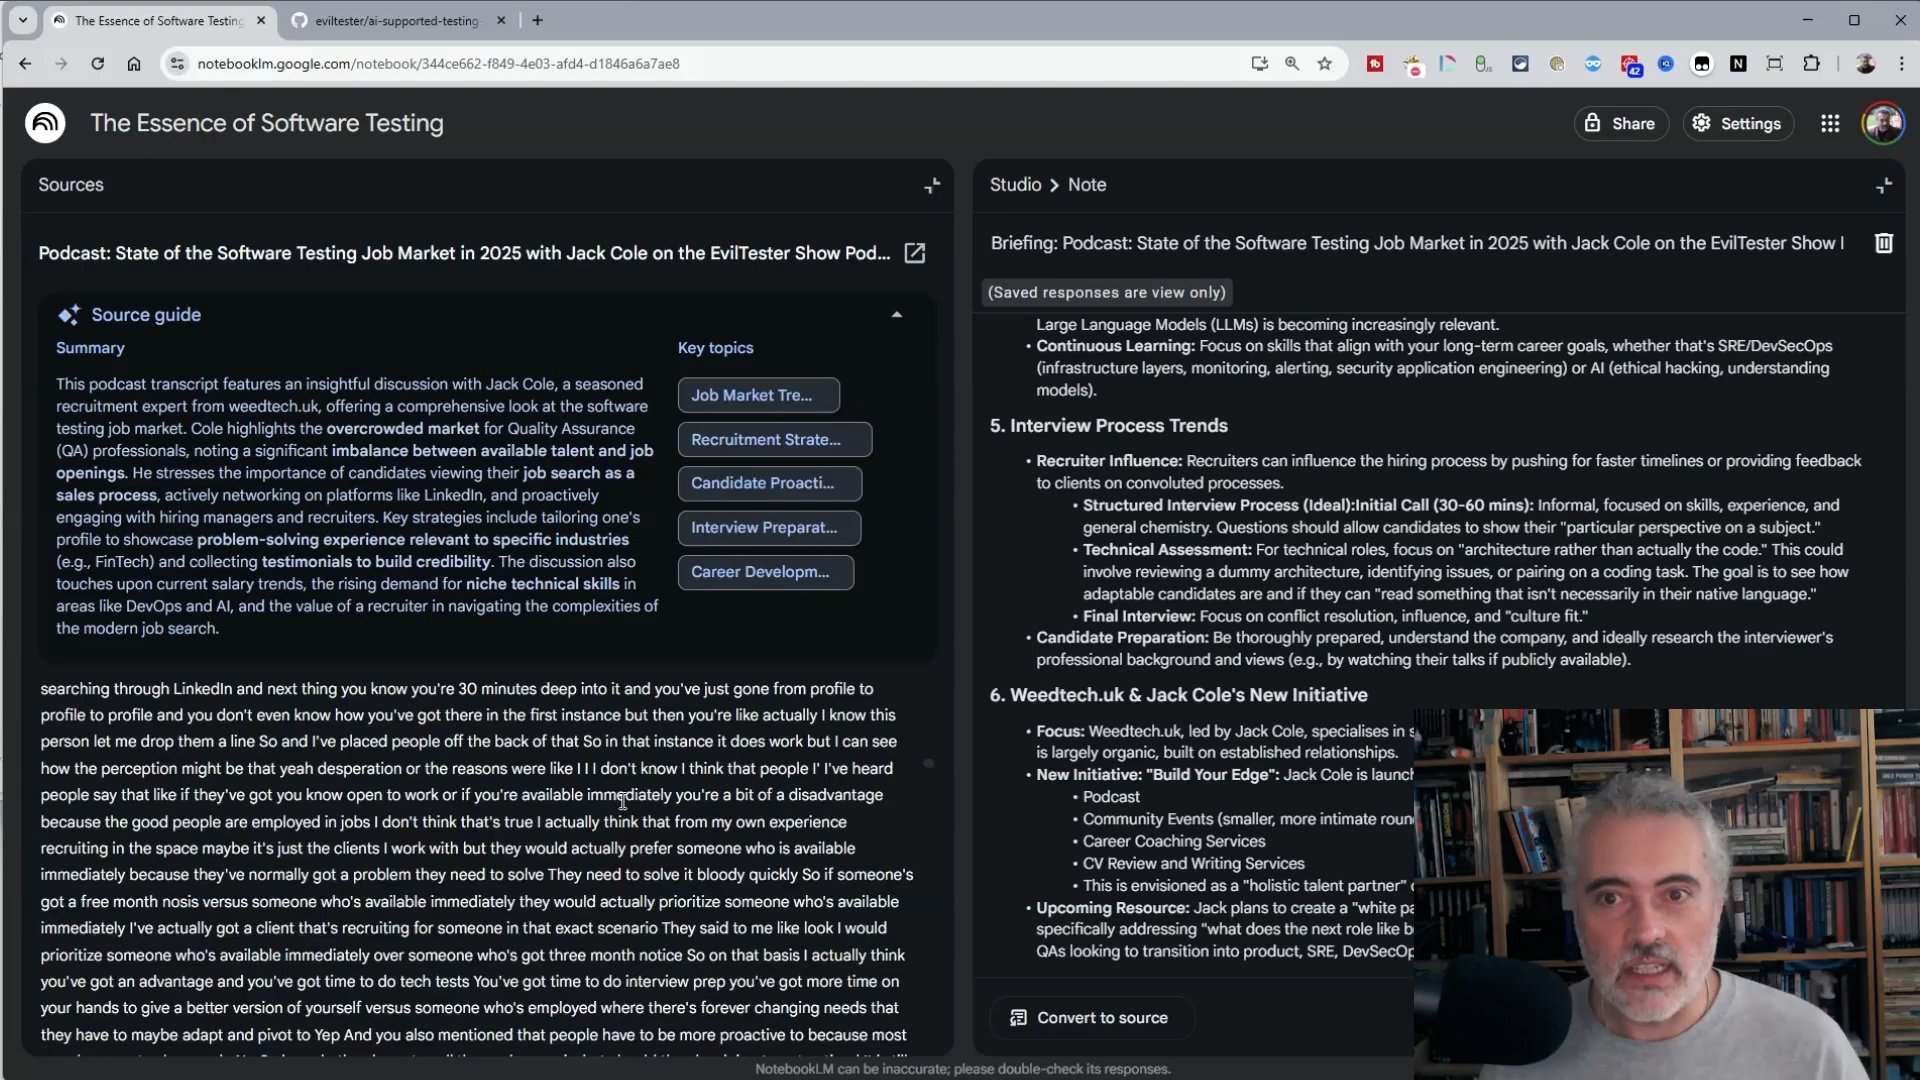 The Essence of Software Testing
eviltester/ai-supported-testing
notebooklm.google.com/notebook/344ce662-f849-4e03-afd4-d1846a6a7ae8
42
The Essence of Software Testing
Share
Settings
Sources
Podcast: State of the Software Testing Job Market in 2025 with Jack Cole on the EvilTester Show Pod...
Source guide
Summary
This podcast transcript features an insightful discussion with Jack Cole, a seasoned
recruitment expert from weedtech.uk, offering a comprehensive look at the software
testing job market. Cole highlights the overcrowded market for Quality Assurance
(QA) professionals, noting a significant imbalance between available talent and job
openings. He stresses the importance of candidates viewing their job search as a
sales process, actively networking on platforms like LinkedIn, and proactively
engaging with hiring managers and recruiters. Key strategies include tailoring one's
profile to showcase problem-solving experience relevant to specific industries
(e.g., FinTech) and collecting testimonials to build credibility. The discussion also
touches upon current salary trends, the rising demand for niche technical skills in
areas like DevOps and AI, and the value of a recruiter in navigating the complexities of
the modern job search.
Key topics
Job Market Tre...
Recruitment Strate...
Candidate Proacti...
Interview Preparat...
Career Developm...
searching through LinkedIn and next thing you know you're 30 minutes deep into it and you've just gone from profile to
profile to profile and you don't even know how you've got there in the first instance but then you're like actually I know this
person let me drop them a line So and I've placed people off the back of that So in that instance it does work but I can see
how the perception might be that yeah desperation or the reasons were like I I I don't know I think that people I' I've heard
people say that like if they've got you know open to work or if you're available immediately you're a bit of a disadvantage
because the good people are employed in jobs I don't think that's true I actually think that from my own experience
recruiting in the space maybe it's just the clients I work with but they would actually prefer someone who is available
immediately because they've normally got a problem they need to solve They need to solve it bloody quickly So if someone's
got a free month nosis versus someone who's available immediately they would actually prioritize someone who's available
immediately I've actually got a client that's recruiting for someone in that exact scenario They said to me like look I would
prioritize someone who's available immediately over someone who's got three month notice So on that basis I actually think
you've got an advantage and you've got time to do tech tests You've got time to do interview prep you've got more time on
your hands to give a better version of yourself versus someone who's employed where there's forever changing needs that
they have to maybe adapt and pivot to Yep And you also mentioned that people have to be more proactive to because most
Studio > Note
Briefing: Podcast: State of the Software Testing Job Market in 2025 with Jack Cole on the EvilTester Show
(Saved responses are view only)
Large Language Models (LLMs) is becoming increasingly relevant.
• Continuous Learning: Focus on skills that align with your long-term career goals, whether that's SRE/DevSecOps
(infrastructure layers, monitoring, alerting, security application engineering) or AI (ethical hacking, understanding
models).
5. Interview Process Trends
• Recruiter Influence: Recruiters can influence the hiring process by pushing for faster timelines or providing feedback
to clients on convoluted processes.
• Structured Interview Process (Ideal):Initial Call (30-60 mins): Informal, focused on skills, experience, and
general chemistry. Questions should allow candidates to show their "particular perspective on a subject."
• Technical Assessment: For technical roles, focus on "architecture rather than actually the code." This could
involve reviewing a dummy architecture, identifying issues, or pairing on a coding task. The goal is to see how
adaptable candidates are and if they can "read something that isn't necessarily in their native language."
• Final Interview: Focus on conflict resolution, influence, and "culture fit."
• Candidate Preparation: Be thoroughly prepared, understand the company, and ideally research the interviewer's
professional background and views (e.g., by watching their talks if publicly available).
6. Weedtech.uk & Jack Cole's New Initiative
• Focus: Weedtech.uk, led by Jack Cole, specialises in
is largely organic, built on established relationships.
• New Initiative: "Build Your Edge": Jack Cole is launch
• Podcast
• Community Events (smaller, more intimate roun
• Career Coaching Services
• CV Review and Writing Services
• This is envisioned as a "holistic talent partner"
• Upcoming Resource: Jack plans to create a "white pa
specifically addressing "what does the next role like b
QAs looking to transition into product, SRE, DevSecOp
Convert to source
NotebookLM can be inaccurate; please double-check its responses.